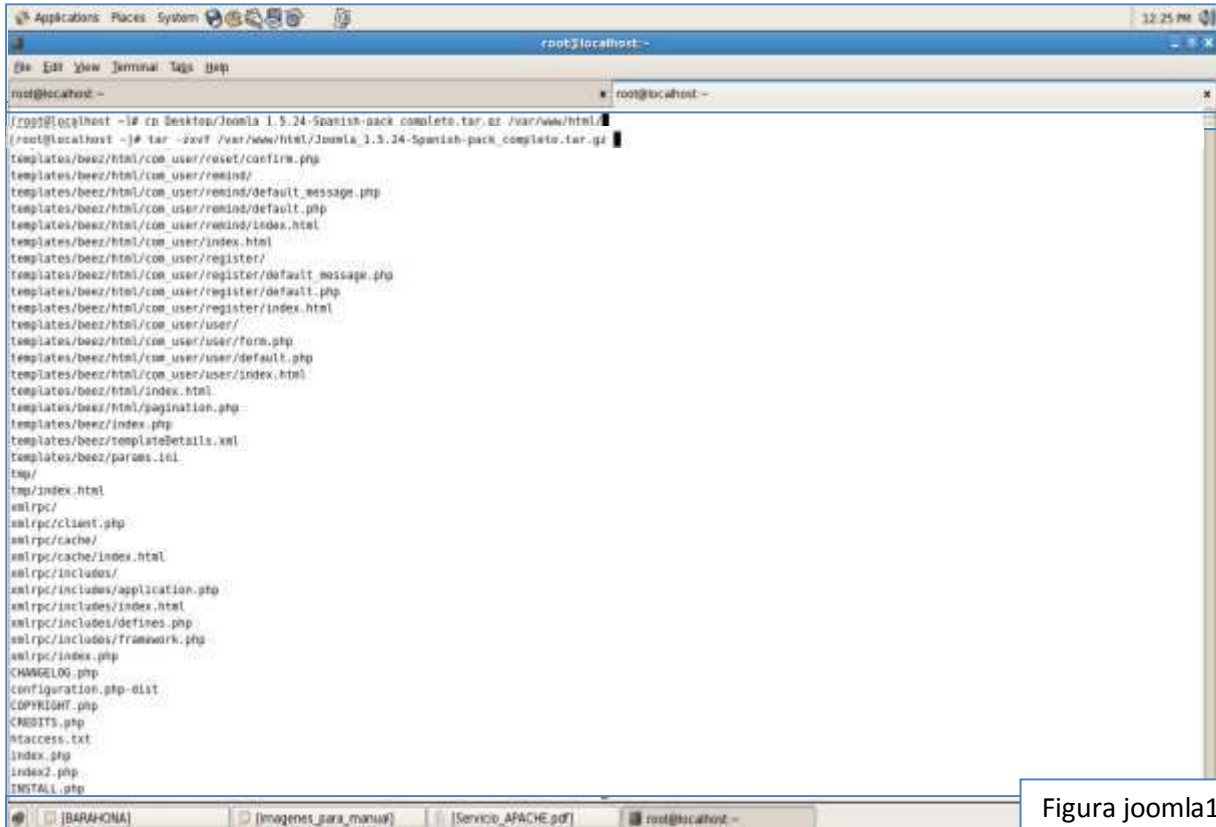 Applications Places System
12:25 PM
root@localhost:~
File Edit View Terminal Tabs Help
root@localhost:~
root@localhost:~
[root@localhost ~]# cp Desktop/Joomla_1.5.24-Spanish-pack_completo.tar.gz /var/www/html/
[root@localhost ~]# tar -zxvf /var/www/html/Joomla_1.5.24-Spanish-pack_completo.tar.gz
templates/beez/html/com_user/reset/confirm.php
templates/beez/html/com_user/remind/
templates/beez/html/com_user/remind/default_message.php
templates/beez/html/com_user/remind/default.php
templates/beez/html/com_user/remind/index.html
templates/beez/html/com_user/index.html
templates/beez/html/com_user/register/
templates/beez/html/com_user/register/default_message.php
templates/beez/html/com_user/register/default.php
templates/beez/html/com_user/register/index.html
templates/beez/html/com_user/user/
templates/beez/html/com_user/user/form.php
templates/beez/html/com_user/user/default.php
templates/beez/html/com_user/user/index.html
templates/beez/html/index.html
templates/beez/html/pagination.php
templates/beez/index.php
templates/beez/templateDetails.xml
templates/beez/params.ini
tmp/
tmp/index.html
xmlrpc/
xmlrpc/client.php
xmlrpc/cache/
xmlrpc/cache/index.html
xmlrpc/includes/
xmlrpc/includes/application.php
xmlrpc/includes/index.html
xmlrpc/includes/defines.php
xmlrpc/includes/framework.php
xmlrpc/index.php
CHANGELOG.php
configuration.php-dist
COPYRIGHT.php
CREDITS.php
htaccess.txt
index.php
index2.php
INSTALL.php
[BARAHONA]
[Imagenes_para_manual]
[Servicio_APACHE.pdf]
root@localhost:~
Figura joomla1